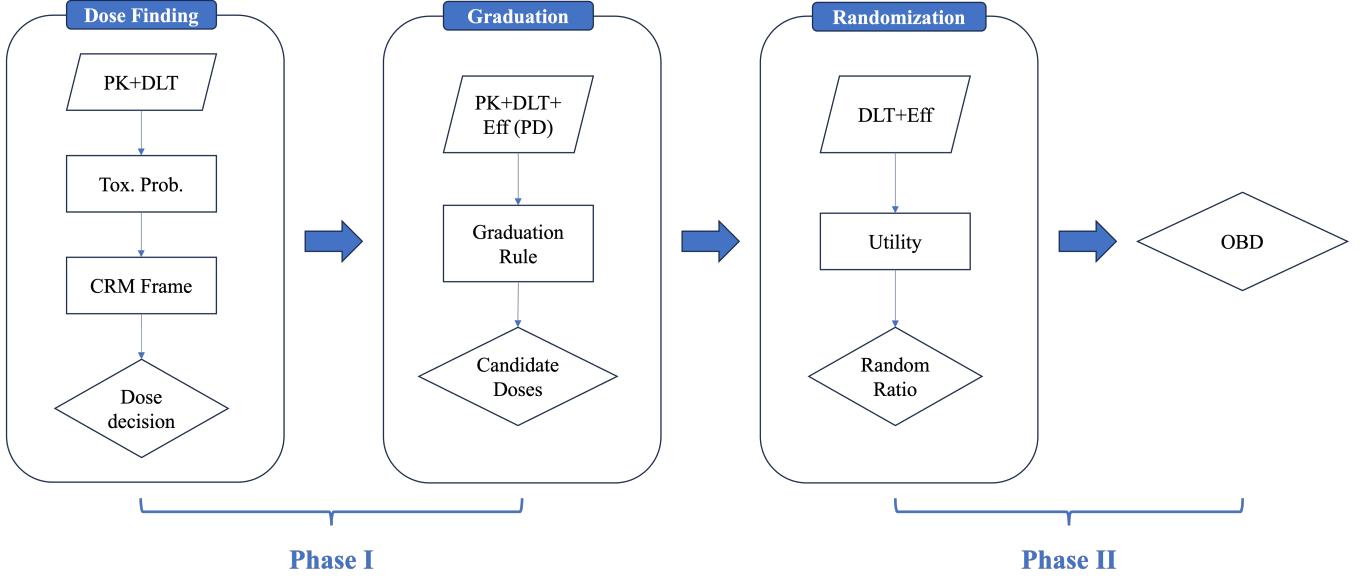 Dose Finding
PK+DLT
Tox. Prob.
CRM Frame
Dose
decision
Graduation
PK+DLT+
Eff (PD)
Graduation
Rule
Candidate
Doses
Randomization
DLT+Eff
Utility
Random
Ratio
OBD
Phase I
Phase II